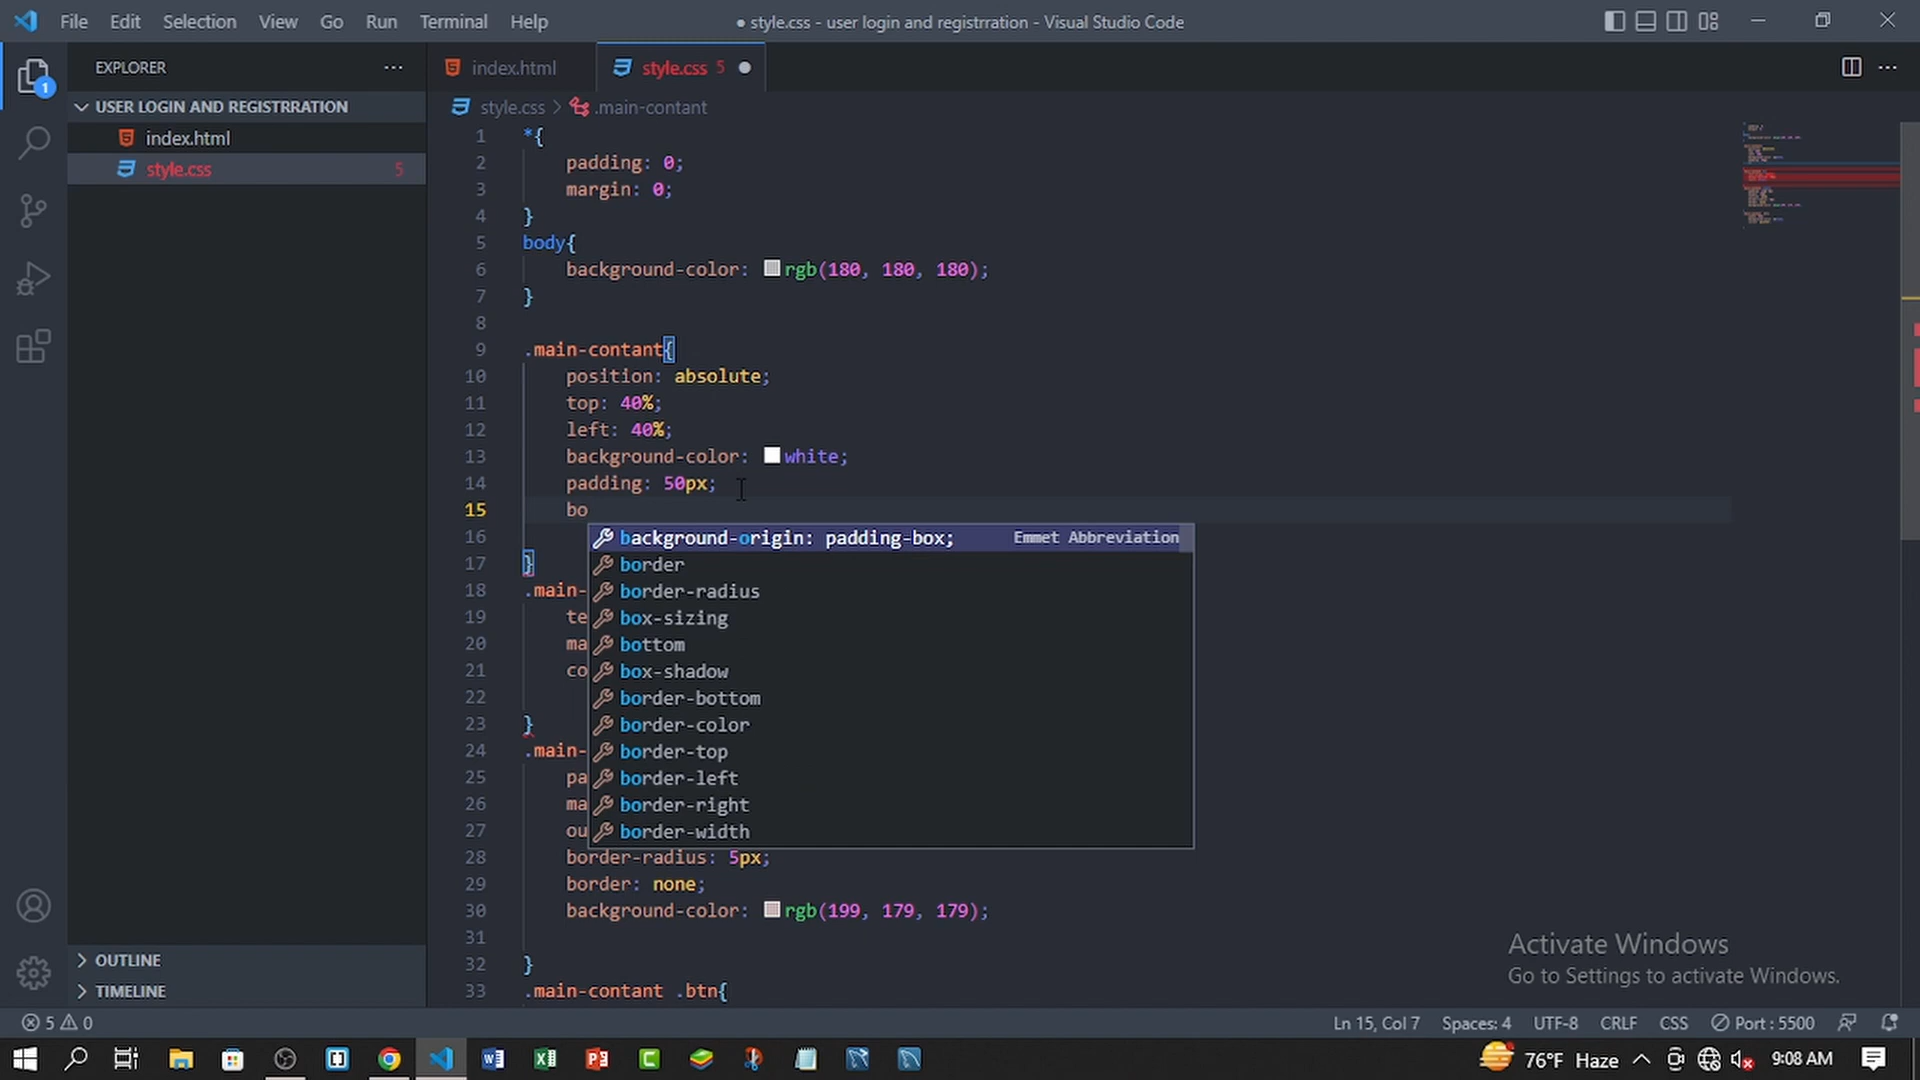 File Edit Selection View Go Run Terminal Help
● style.css - user login and registrration - Visual Studio Code
EXPLORER
index.html
style.css 5
1
USER LOGIN AND REGISTRRATION
style.css > .main-contant
index.html
style.css 5
1 *{
2 padding: 0;
3 margin: 0;
4 }
5 body{
6 background-color: rgb(180, 180, 180);
7 }
8
9 .main-contant{
10 position: absolute;
11 top: 40%;
12 left: 40%;
13 background-color: white;
14 padding: 50px;
15 bo
16 background-origin: padding-box; Emmet Abbreviation
17 } border
18 .main- border-radius
19 te box-sizing
20 ma bottom
21 co box-shadow
22 border-bottom
23 } border-color
24 .main- border-top
25 pa border-left
26 ma border-right
27 ou border-width
28 border-radius: 5px;
29 border: none;
30 background-color: rgb(199, 179, 179);
31
32 }
33 .main-contant .btn{
OUTLINE
TIMELINE
Activate Windows
Go to Settings to activate Windows.
5 0
Ln 15, Col 7 Spaces: 4 UTF-8 CRLF CSS Port : 5500
76°F Haze 9:08 AM